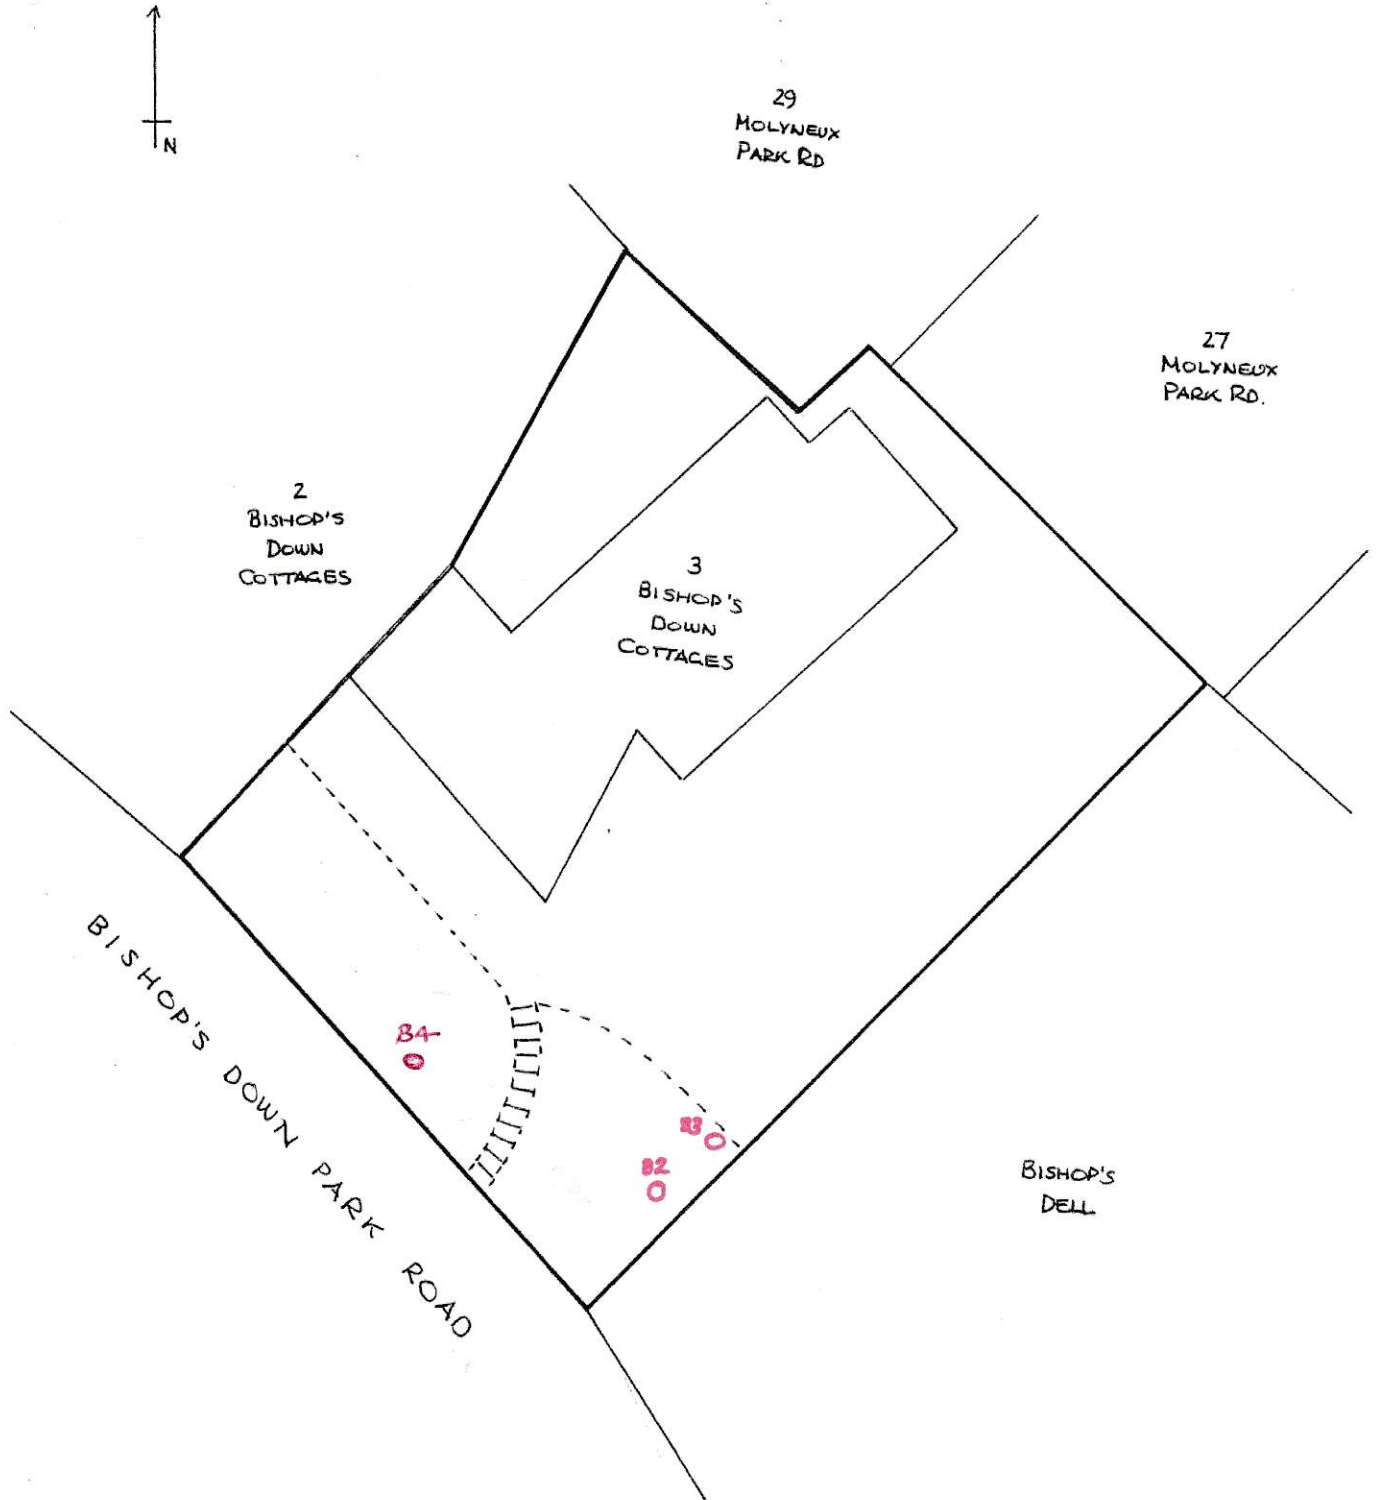 N
29
MOLYNEUX
PARK RD
27
MOLYNEUX
PARK RD.
2
BISHOP'S
DOWN
COTTAGES
3
BISHOP'S
DOWN
COTTAGES
B4
B3
B2
BISHOP'S DOWN PARK ROAD
BISHOP'S
DELL